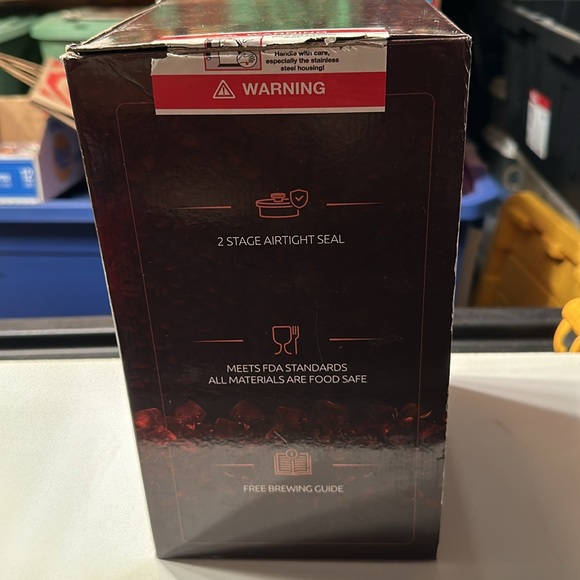 Handle with care,
especially the stainless
steel housing!
WARNING
2 STAGE AIRTIGHT SEAL
MEETS FDA STANDARDS
ALL MATERIALS ARE FOOD SAFE
FREE BREWING GUIDE
12